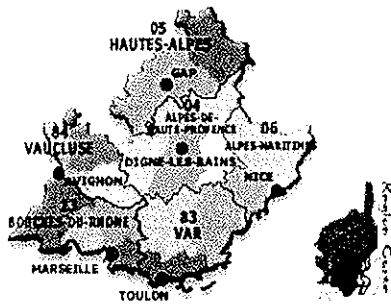 05
HAUTES-ALPES
GAP
04
ALPES-DE-
HAUTE-PROVENCE
06
ALPES-MARITIMES
84
VAUCLUSE
DIGNE-LES-BAINS
AVIGNON
NICE
13
BOUCHES-DU-RHONE
83
VAR
MARSEILLE
TOULON